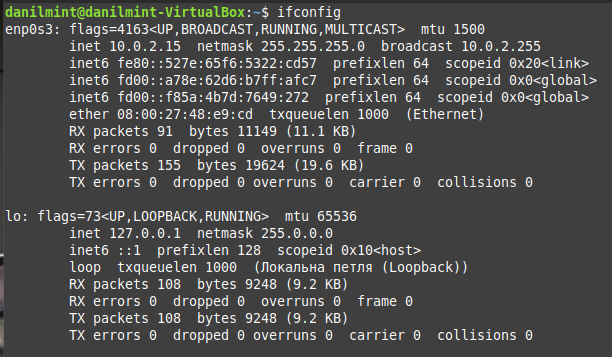 danilmint@danilmint-VirtualBox:~$ ifconfig
enp0s3: flags=4163<UP,BROADCAST,RUNNING,MULTICAST>  mtu 1500
        inet 10.0.2.15  netmask 255.255.255.0  broadcast 10.0.2.255
        inet6 fe80::527e:65f6:5322:cd57  prefixlen 64  scopeid 0x20<link>
        inet6 fd00::a78e:62d6:b7ff:afc7  prefixlen 64  scopeid 0x0<global>
        inet6 fd00::f85a:4b7d:7649:272  prefixlen 64  scopeid 0x0<global>
        ether 08:00:27:48:e9:cd  txqueuelen 1000  (Ethernet)
        RX packets 91  bytes 11149 (11.1 KB)
        RX errors 0  dropped 0  overruns 0  frame 0
        TX packets 155  bytes 19624 (19.6 KB)
        TX errors 0  dropped 0 overruns 0  carrier 0  collisions 0

lo: flags=73<UP,LOOPBACK,RUNNING>  mtu 65536
        inet 127.0.0.1  netmask 255.0.0.0
        inet6 ::1  prefixlen 128  scopeid 0x10<host>
        loop  txqueuelen 1000  (Локальна петля (Loopback))
        RX packets 108  bytes 9248 (9.2 KB)
        RX errors 0  dropped 0  overruns 0  frame 0
        TX packets 108  bytes 9248 (9.2 KB)
        TX errors 0  dropped 0 overruns 0  carrier 0  collisions 0